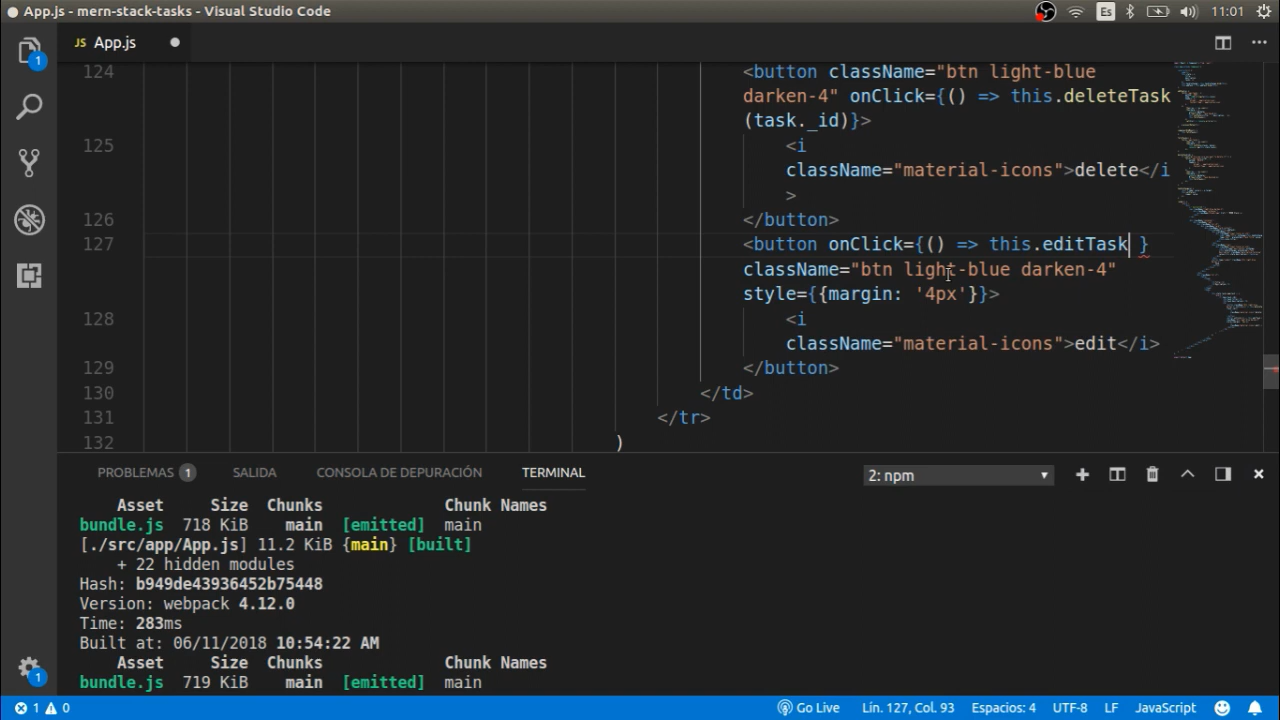 App.js - mern-stack-tasks - Visual Studio Code
Es
11:01
1
JS App.js
124 <button className="btn light-blue
darken-4" onClick={() => this.deleteTask
(task._id)}>
125 <i
className="material-icons">delete</i
>
126 </button>
127 <button onClick={() => this.editTask }
className="btn light-blue darken-4"
style={{margin: '4px'}}>
128 <i
className="material-icons">edit</i>
129 </button>
130 </td>
131 </tr>
132 )
PROBLEMAS 1 SALIDA CONSOLA DE DEPURACIÓN TERMINAL 2: npm
Asset Size Chunks Chunk Names
bundle.js 718 KiB main [emitted] main
[./src/app/App.js] 11.2 KiB {main} [built]
+ 22 hidden modules
Hash: b949de43936452b75448
Version: webpack 4.12.0
Time: 283ms
Built at: 06/11/2018 10:54:22 AM
Asset Size Chunks Chunk Names
bundle.js 719 KiB main [emitted] main
1
1 0 Go Live Lín. 127, Col. 93 Espacios: 4 UTF-8 LF JavaScript